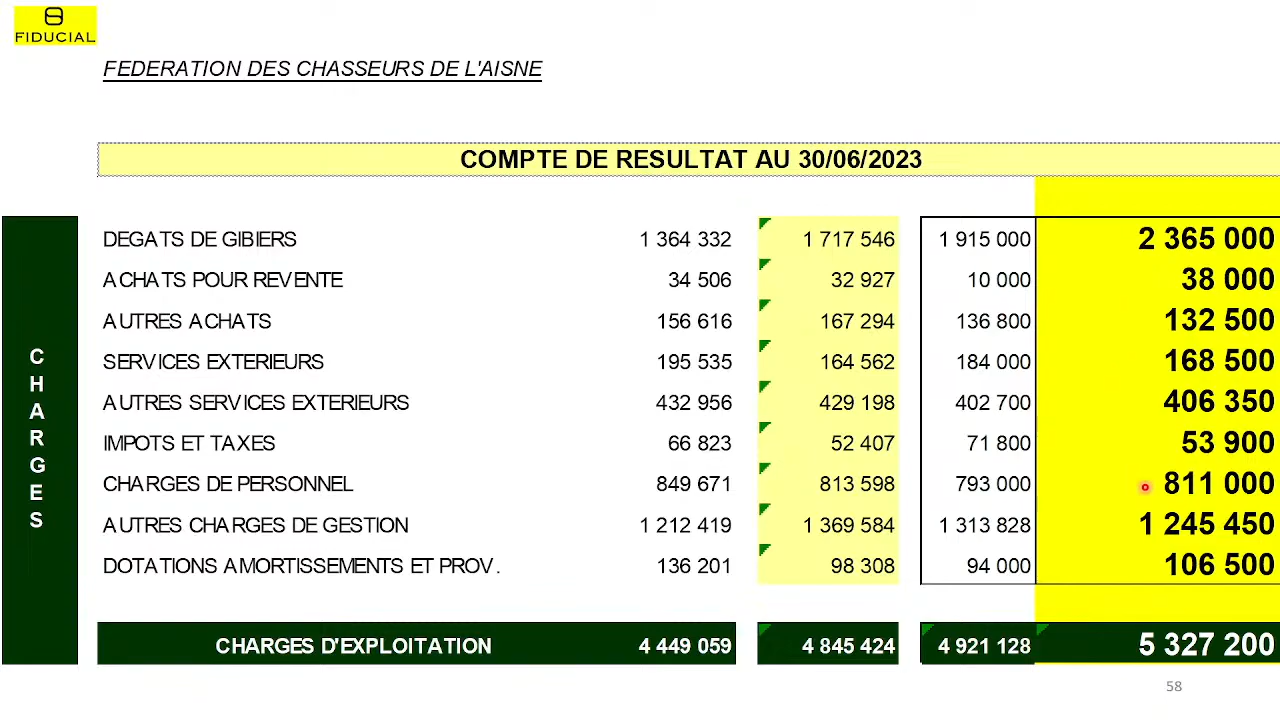 FIDUCIAL
FEDERATION DES CHASSEURS DE L'AISNE
COMPTE DE RESULTAT AU 30/06/2023
CHARGES
DEGATS DE GIBIERS 1 364 332 1 717 546 1 915 000 2 365 000
ACHATS POUR REVENTE 34 506 32 927 10 000 38 000
AUTRES ACHATS 156 616 167 294 136 800 132 500
SERVICES EXTERIEURS 195 535 164 562 184 000 168 500
AUTRES SERVICES EXTERIEURS 432 956 429 198 402 700 406 350
IMPOTS ET TAXES 66 823 52 407 71 800 53 900
CHARGES DE PERSONNEL 849 671 813 598 793 000 811 000
AUTRES CHARGES DE GESTION 1 212 419 1 369 584 1 313 828 1 245 450
DOTATIONS AMORTISSEMENTS ET PROV. 136 201 98 308 94 000 106 500
CHARGES D'EXPLOITATION 4 449 059 4 845 424 4 921 128 5 327 200
58